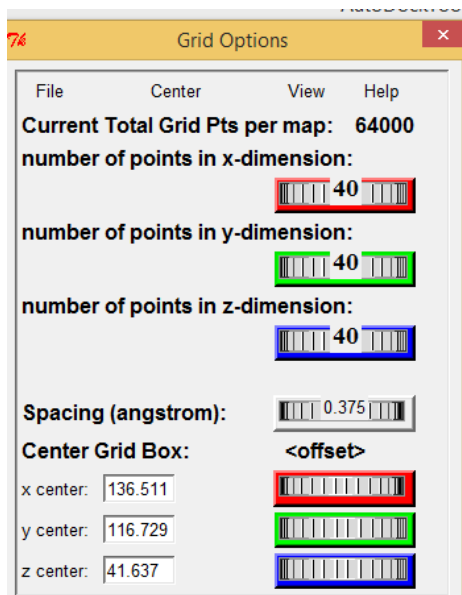 Tk
Grid Options
File Center View Help
Current Total Grid Pts per map: 64000
number of points in x-dimension:
40
number of points in y-dimension:
40
number of points in z-dimension:
40
Spacing (angstrom): 0.375
Center Grid Box: <offset>
x center: 136.511
y center: 116.729
z center: 41.637